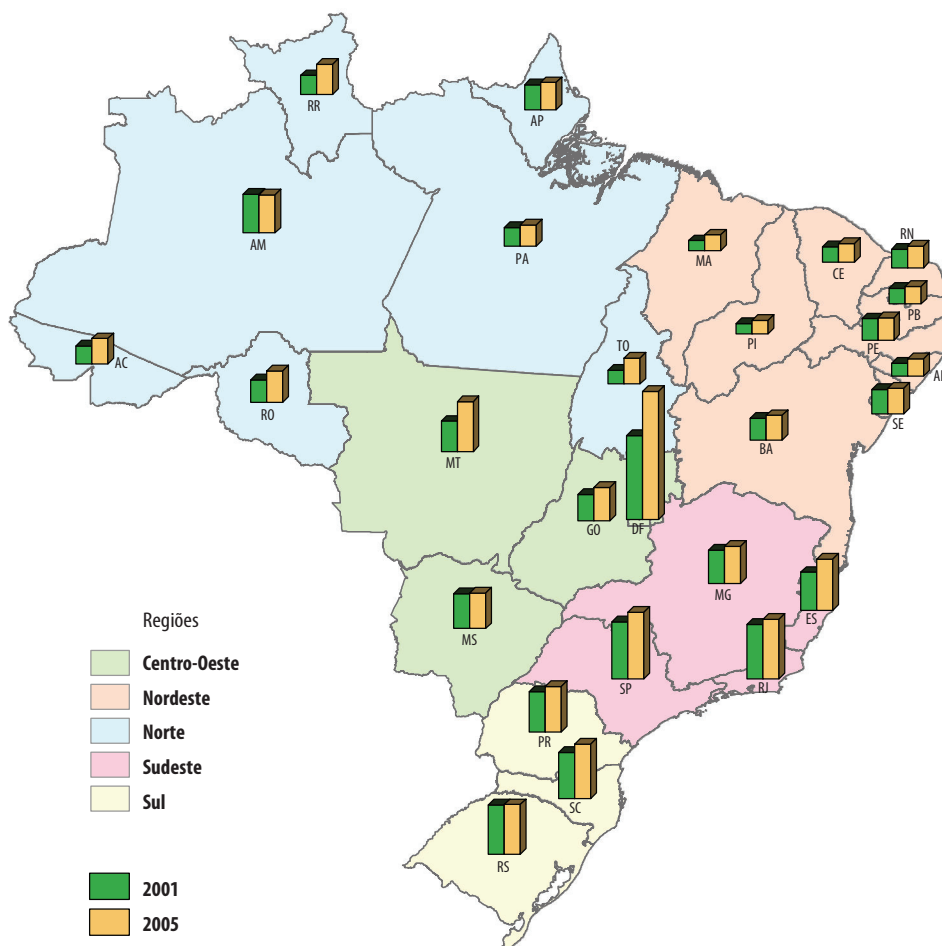 RR
AP
AM
PA
MA
CE
RN
PB
PE
PI
TO
AC
RO
SE
BA
MT
GO
DF
MG
ES
MS
SP
RJ
PR
SC
RS
Regiões
Centro-Oeste
Nordeste
Norte
Sudeste
Sul
2001
2005